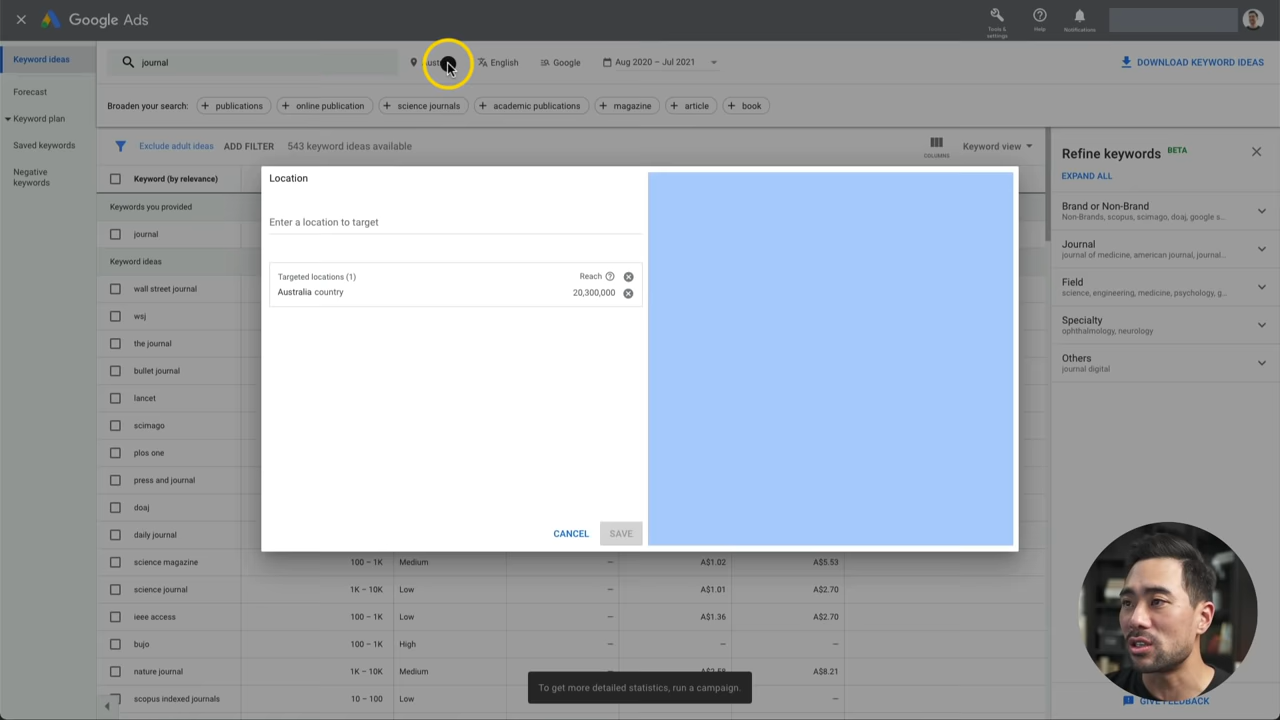 Google Ads
Tools & settings
Help
Notifications
Keyword ideas
Forecast
Keyword plan
Saved keywords
Negative keywords
journal
English
Google
Aug 2020 – Jul 2021
DOWNLOAD KEYWORD IDEAS
Broaden your search:
publications
online publication
science journals
academic publications
magazine
article
book
Exclude adult ideas
ADD FILTER
543 keyword ideas available
COLUMNS
Keyword view
Keyword (by relevance)
Keywords you provided
journal
Keyword ideas
wall street journal
wsj
the journal
bullet journal
lancet
scimago
plos one
press and journal
doaj
daily journal
science magazine 100 – 1K Medium – A$1.02 A$5.53
science journal 1K – 10K Low – A$1.01 A$2.70
ieee access 100 – 1K Low – A$1.36 A$2.70
bujo 100 – 1K High – – –
nature journal 1K – 10K Medium A$8.21
scopus indexed journals 10 – 100 Low –
Location
Enter a location to target
Targeted locations (1) Reach
Australia country 20,300,000
CANCEL
SAVE
Refine keywords BETA
EXPAND ALL
Brand or Non-Brand
Non-Brands, scopus, scimago, doaj, google s...
Journal
journal of medicine, american journal, journal...
Field
science, engineering, medicine, psychology, g...
Specialty
ophthalmology, neurology
Others
journal digital
To get more detailed statistics, run a campaign.
GIVE FEEDBACK